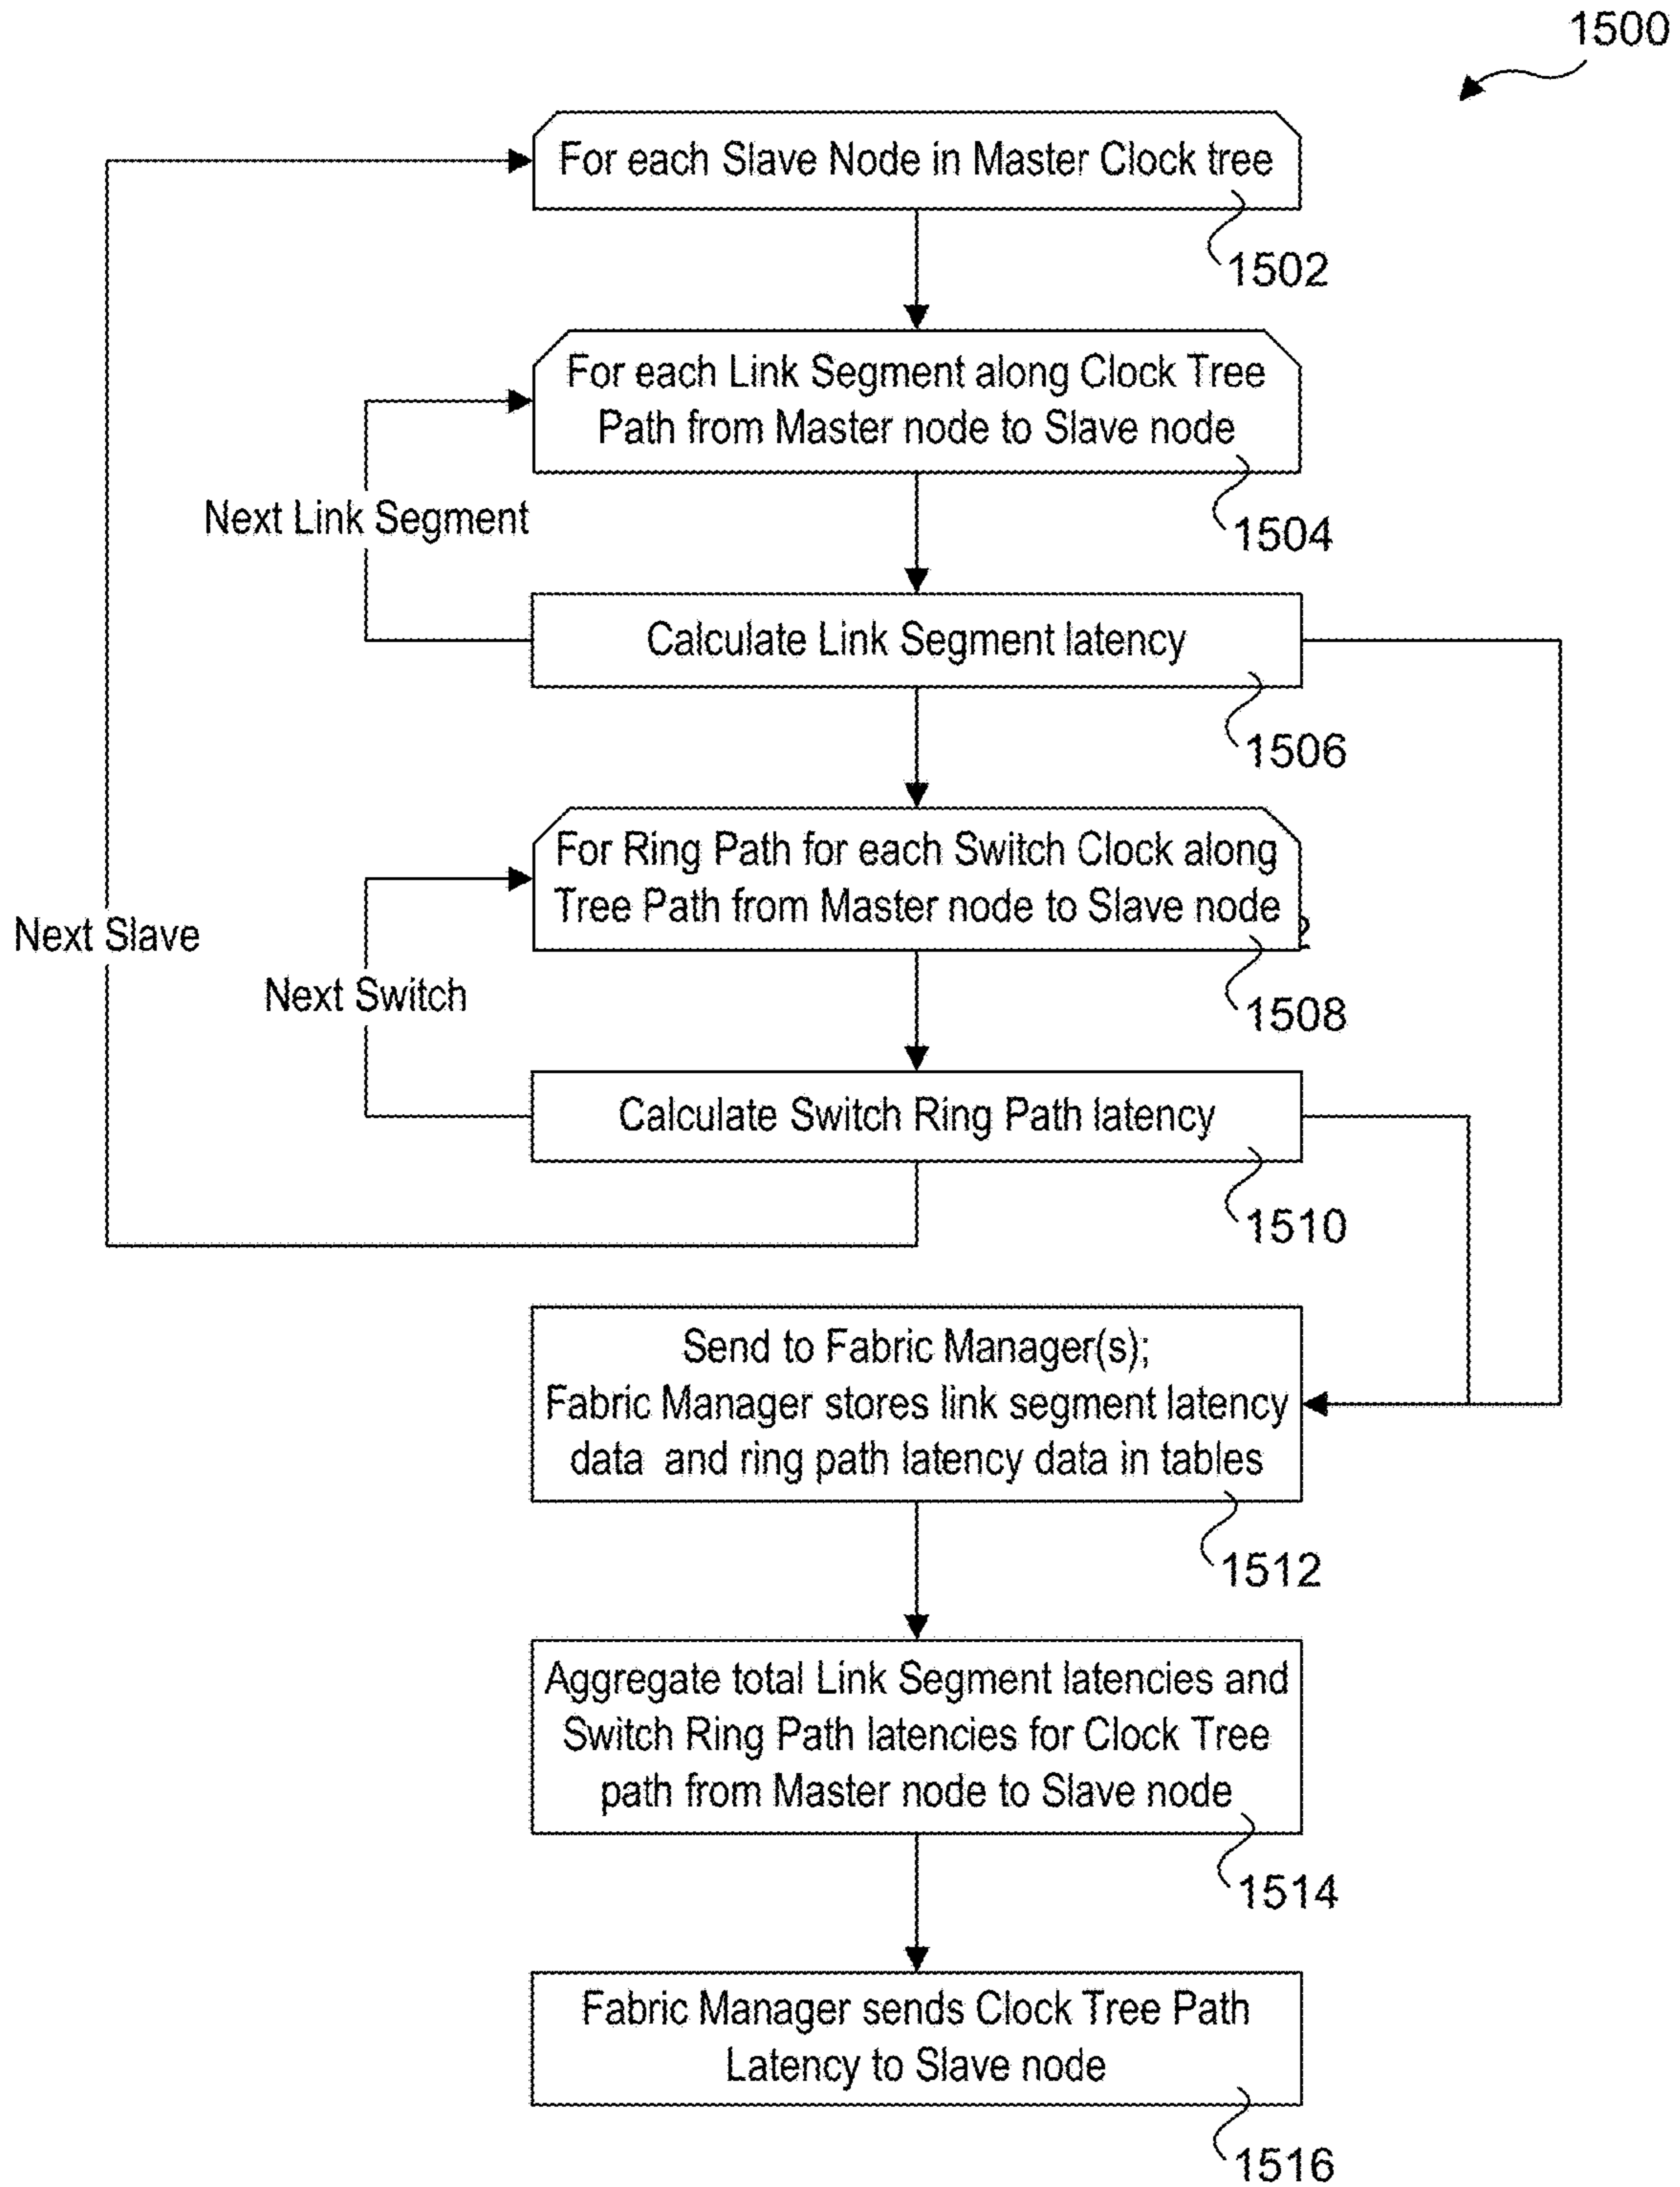 1500
For each Slave Node in Master Clock tree
1502
For each Link Segment along Clock Tree
Path from Master node to Slave node
1504
Next Link Segment
Calculate Link Segment latency
1506
For Ring Path for each Switch Clock along
Tree Path from Master node to Slave node
1508
Next Slave
Next Switch
Calculate Switch Ring Path latency
1510
Send to Fabric Manager(s);
Fabric Manager stores link segment latency
data and ring path latency data in tables
1512
Aggregate total Link Segment latencies and
Switch Ring Path latencies for Clock Tree
path from Master node to Slave node
1514
Fabric Manager sends Clock Tree Path
Latency to Slave node
1516